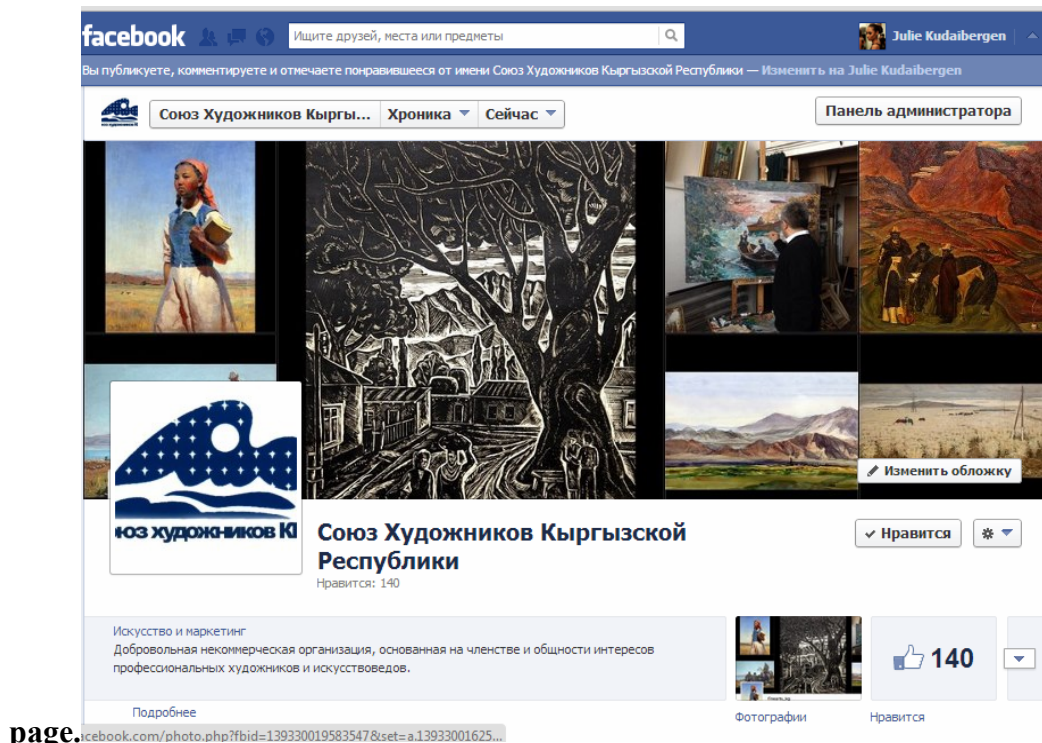 facebook
Ищите друзей, места или предметы
Julie Kudaibergen
Вы публикуете, комментируете и отмечаете понравившееся от имени Союз Художников Кыргызской Республики — Изменить на Julie Kudaibergen
Союз Художников Кыргы... Хроника Сейчас
Панель администратора
Изменить обложку
юз художников К
Союз Художников Кыргызской
Республики
Нравится: 140
Нравится
Искусство и маркетинг
Добровольная некоммерческая организация, основанная на членстве и общности интересов
профессиональных художников и искусствоведов.
140
Подробнее
Фотографии
Нравится
page.
acebook.com/photo.php?fbid=139330019583547&set=a.13933001625...